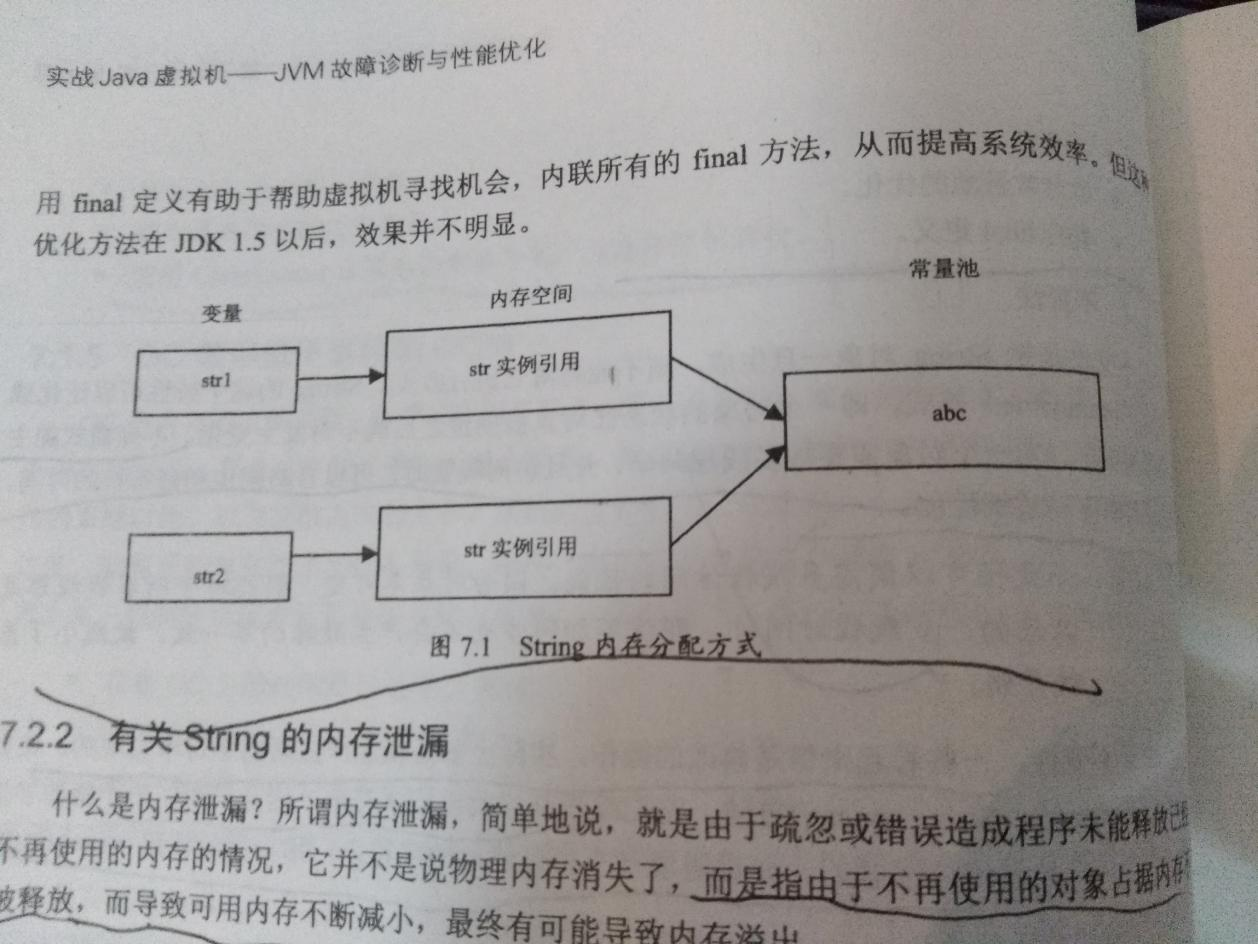 实战 Java 虚拟机——JVM 故障诊断与性能优化
用 final 定义有助于帮助虚拟机寻找机会，内联所有的 final 方法，从而提高系统效率。但这种
优化方法在 JDK 1.5 以后，效果并不明显。
变量 内存空间 常量池
str1 str 实例引用
abc
str2 str 实例引用
图 7.1 String 内存分配方式
7.2.2 有关 String 的内存泄漏
什么是内存泄漏？所谓内存泄漏，简单地说，就是由于疏忽或错误造成程序未能释放已
不再使用的内存的情况，它并不是说物理内存消失了，而是指由于不再使用的对象占据内存
被释放，而导致可用内存不断减小，最终有可能导致内存溢出